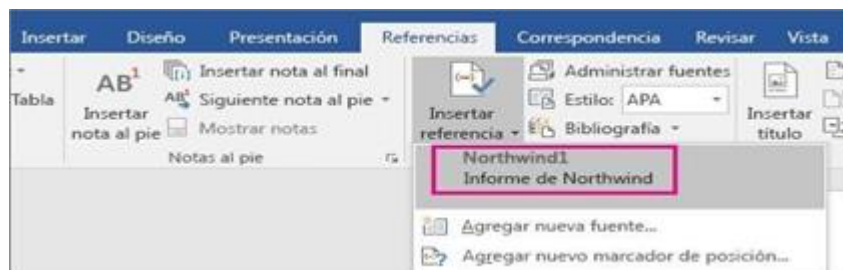 Insertar Diseño Presentación Referencias Correspondencia Revisar Vista
Tabla
AB¹
Insertar
nota al pie
Insertar nota al final
Siguiente nota al pie
Mostrar notas
Notas al pie
Insertar
referencia
Administrar fuentes
Estilo: APA
Bibliografía
Insertar
título
Northwind1
Informe de Northwind
Agregar nueva fuente...
Agregar nuevo marcador de posición...